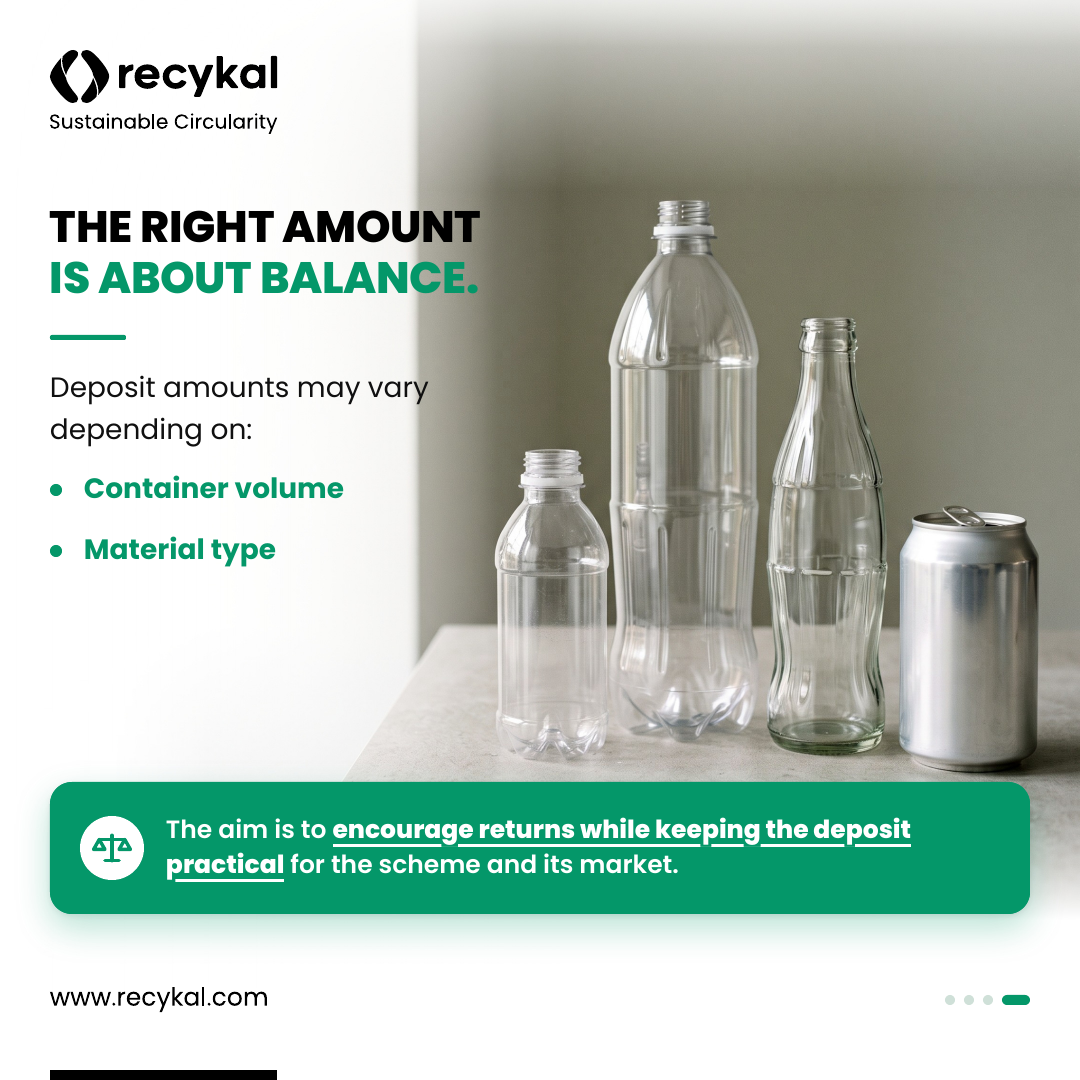 recykal
Sustainable Circularity
THE RIGHT AMOUNT
IS ABOUT BALANCE.
Deposit amounts may vary
depending on:
• Container volume
• Material type
The aim is to encourage returns while keeping the deposit
practical for the scheme and its market.
www.recykal.com